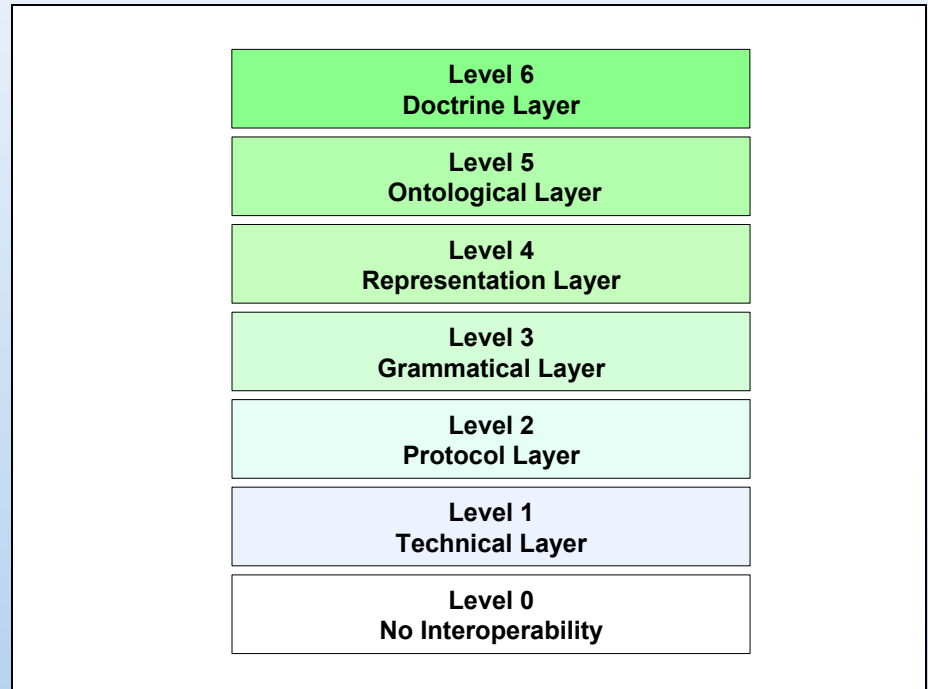 Level 6
Doctrine Layer
Level 5
Ontological Layer
Level 4
Representation Layer
Level 3
Grammatical Layer
Level 2
Protocol Layer
Level 1
Technical Layer
Level 0
No Interoperability